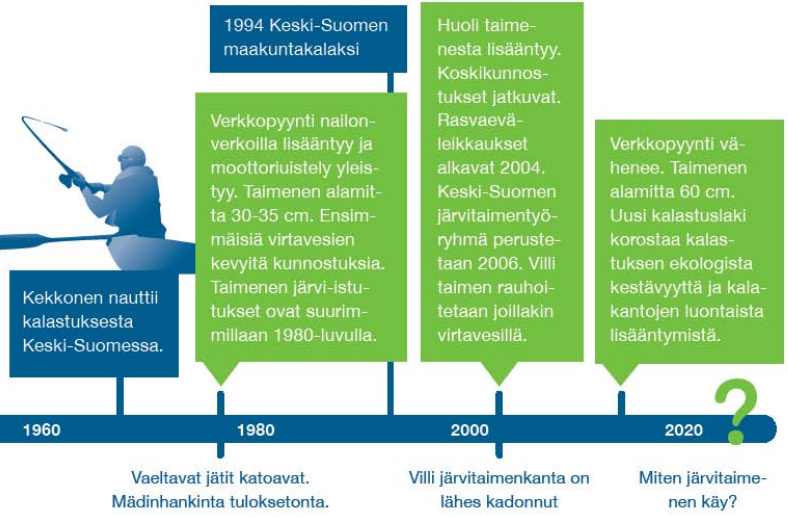 1994 Keski-Suomen
maakuntakalaksi
Kekkonen nauttii
kalastuksesta
Keski-Suomessa.
Verkkopyynti nailon-
verkoilla lisääntyy ja
moottoriuistely yleis-
tyy. Taimenen alamit-
ta 30-35 cm. Ensim-
mäisiä virtavesien
kevyitä kunnostuksia.
Taimenen järvi-istu-
tukset ovat suurim-
millaan 1980-luvulla.
Huoli taime-
nesta lisääntyy.
Koskikunnos-
tukset jatkuvat.
Rasvaevä-
leikkaukset
alkavat 2004.
Keski-Suomen
järvitaimentyö-
ryhmä peruste-
taan 2006. Villi
taimen rauhoi-
tetaan joillakin
virtavesillä.
Verkkopyynti vä-
henee. Taimenen
alamitta 60 cm.
Uusi kalastuslaki
korostaa kalas-
tuksen ekologista
kestävyyttä ja kala-
kantojen luontaista
lisääntymistä.
?
1960 1980 2000 2020
Vaeltavat jätit katoavat.
Mädinhankinta tuloksetonta.
Villi järvitaimenkanta on
lähes kadonnut
Miten järvitaime-
nen käy?